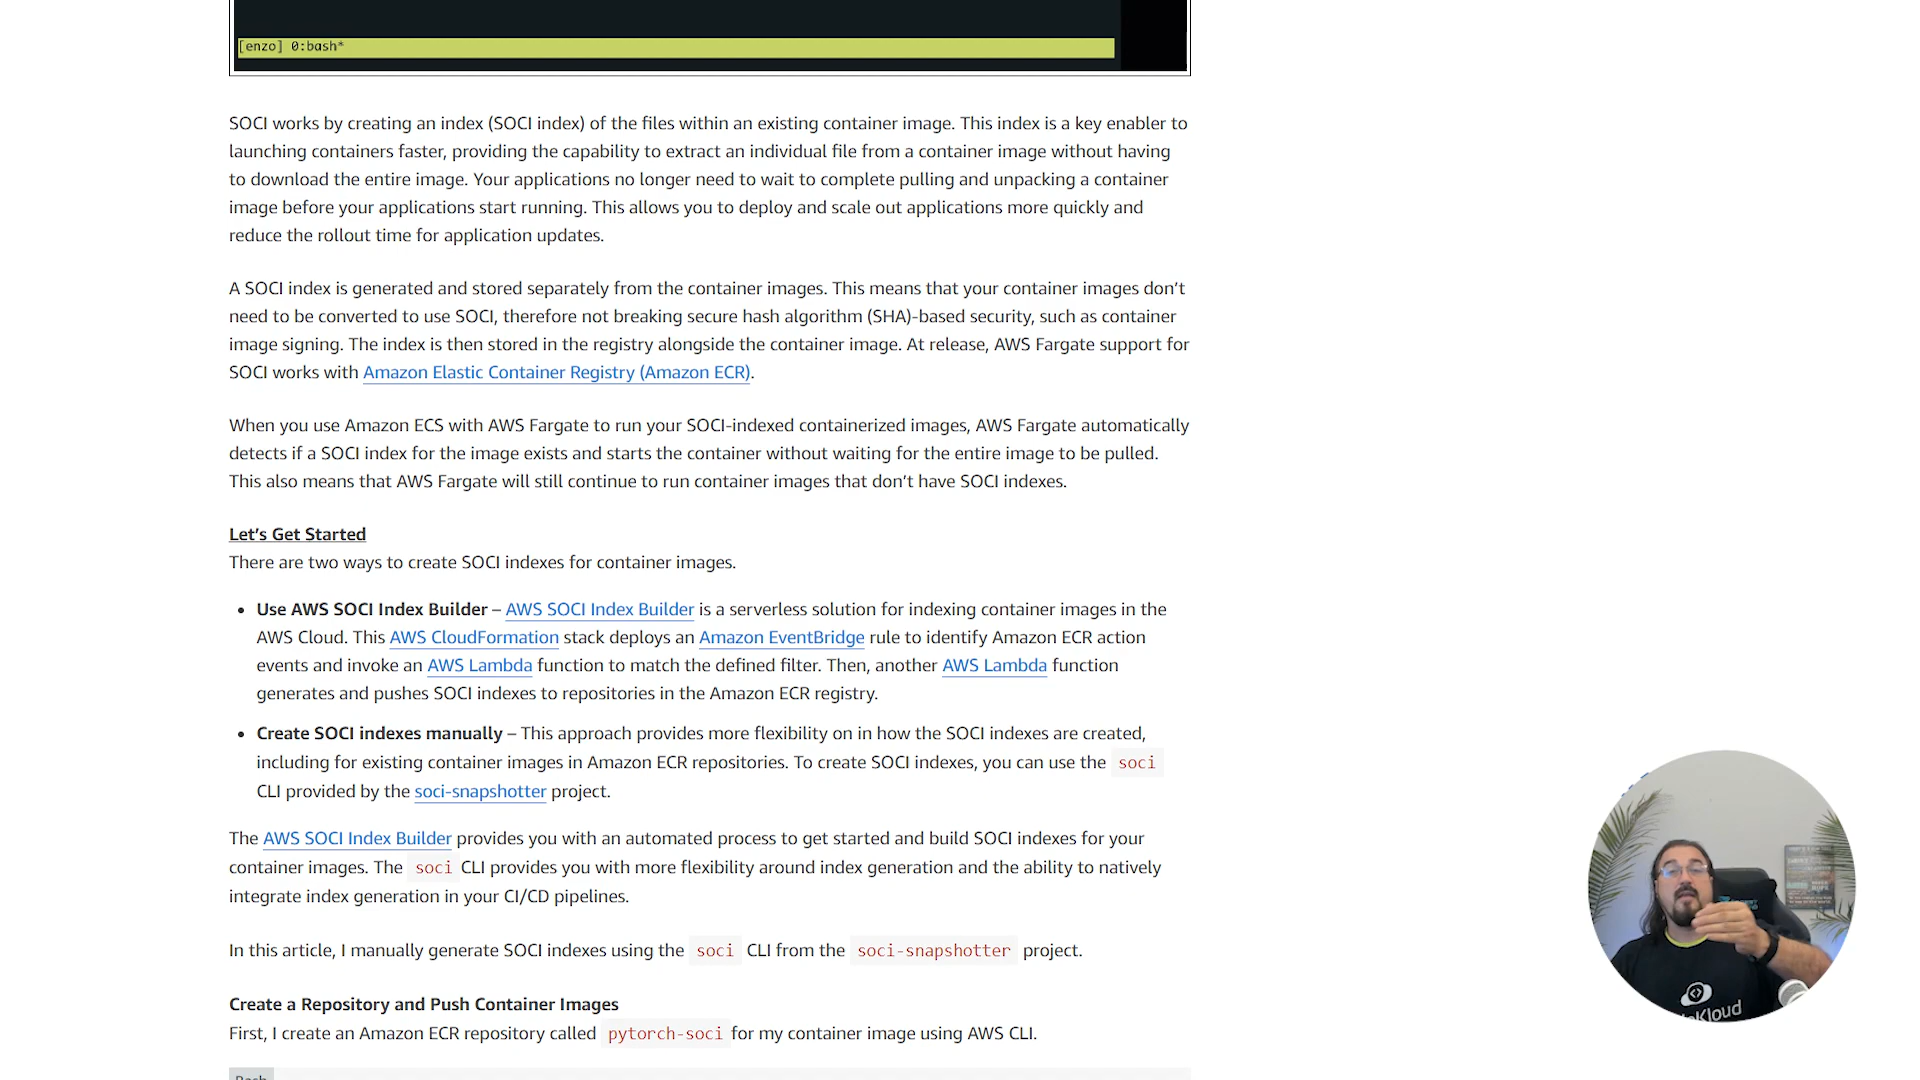 [enzo] 0:bash*
SOCI works by creating an index (SOCI index) of the files within an existing container image. This index is a key enabler to
launching containers faster, providing the capability to extract an individual file from a container image without having
to download the entire image. Your applications no longer need to wait to complete pulling and unpacking a container
image before your applications start running. This allows you to deploy and scale out applications more quickly and
reduce the rollout time for application updates.
A SOCI index is generated and stored separately from the container images. This means that your container images don’t
need to be converted to use SOCI, therefore not breaking secure hash algorithm (SHA)-based security, such as container
image signing. The index is then stored in the registry alongside the container image. At release, AWS Fargate support for
SOCI works with Amazon Elastic Container Registry (Amazon ECR).
When you use Amazon ECS with AWS Fargate to run your SOCI-indexed containerized images, AWS Fargate automatically
detects if a SOCI index for the image exists and starts the container without waiting for the entire image to be pulled.
This also means that AWS Fargate will still continue to run container images that don’t have SOCI indexes.
Let’s Get Started
There are two ways to create SOCI indexes for container images.
• Use AWS SOCI Index Builder – AWS SOCI Index Builder is a serverless solution for indexing container images in the
AWS Cloud. This AWS CloudFormation stack deploys an Amazon EventBridge rule to identify Amazon ECR action
events and invoke an AWS Lambda function to match the defined filter. Then, another AWS Lambda function
generates and pushes SOCI indexes to repositories in the Amazon ECR registry.
• Create SOCI indexes manually – This approach provides more flexibility on in how the SOCI indexes are created,
including for existing container images in Amazon ECR repositories. To create SOCI indexes, you can use the soci
CLI provided by the soci-snapshotter project.
The AWS SOCI Index Builder provides you with an automated process to get started and build SOCI indexes for your
container images. The soci CLI provides you with more flexibility around index generation and the ability to natively
integrate index generation in your CI/CD pipelines.
In this article, I manually generate SOCI indexes using the soci CLI from the soci-snapshotter project.
Create a Repository and Push Container Images
First, I create an Amazon ECR repository called pytorch-soci for my container image using AWS CLI.